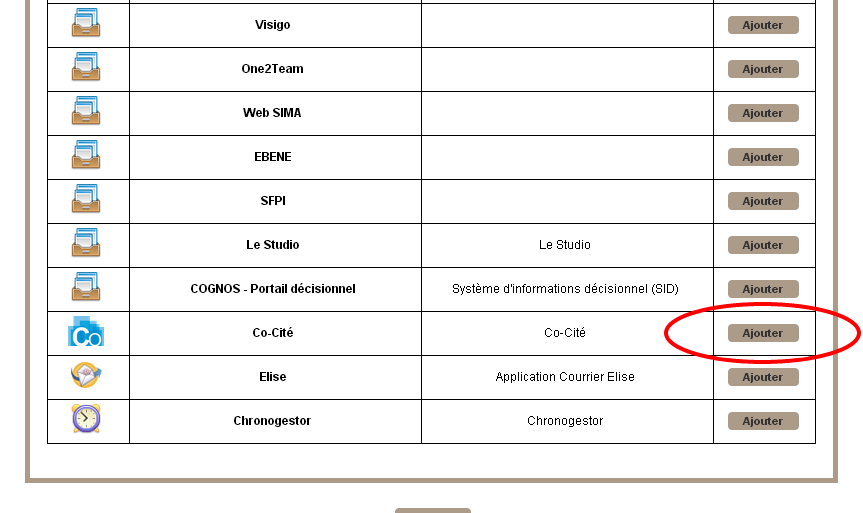 Visigo Ajouter
One2Team Ajouter
Web SIMA Ajouter
EBENE Ajouter
SFPI Ajouter
Le Studio Le Studio Ajouter
COGNOS - Portail décisionnel Système d'informations décisionnel (SID) Ajouter
Co Co-Cité Co-Cité Ajouter
Elise Application Courrier Elise Ajouter
Chronogestor Chronogestor Ajouter